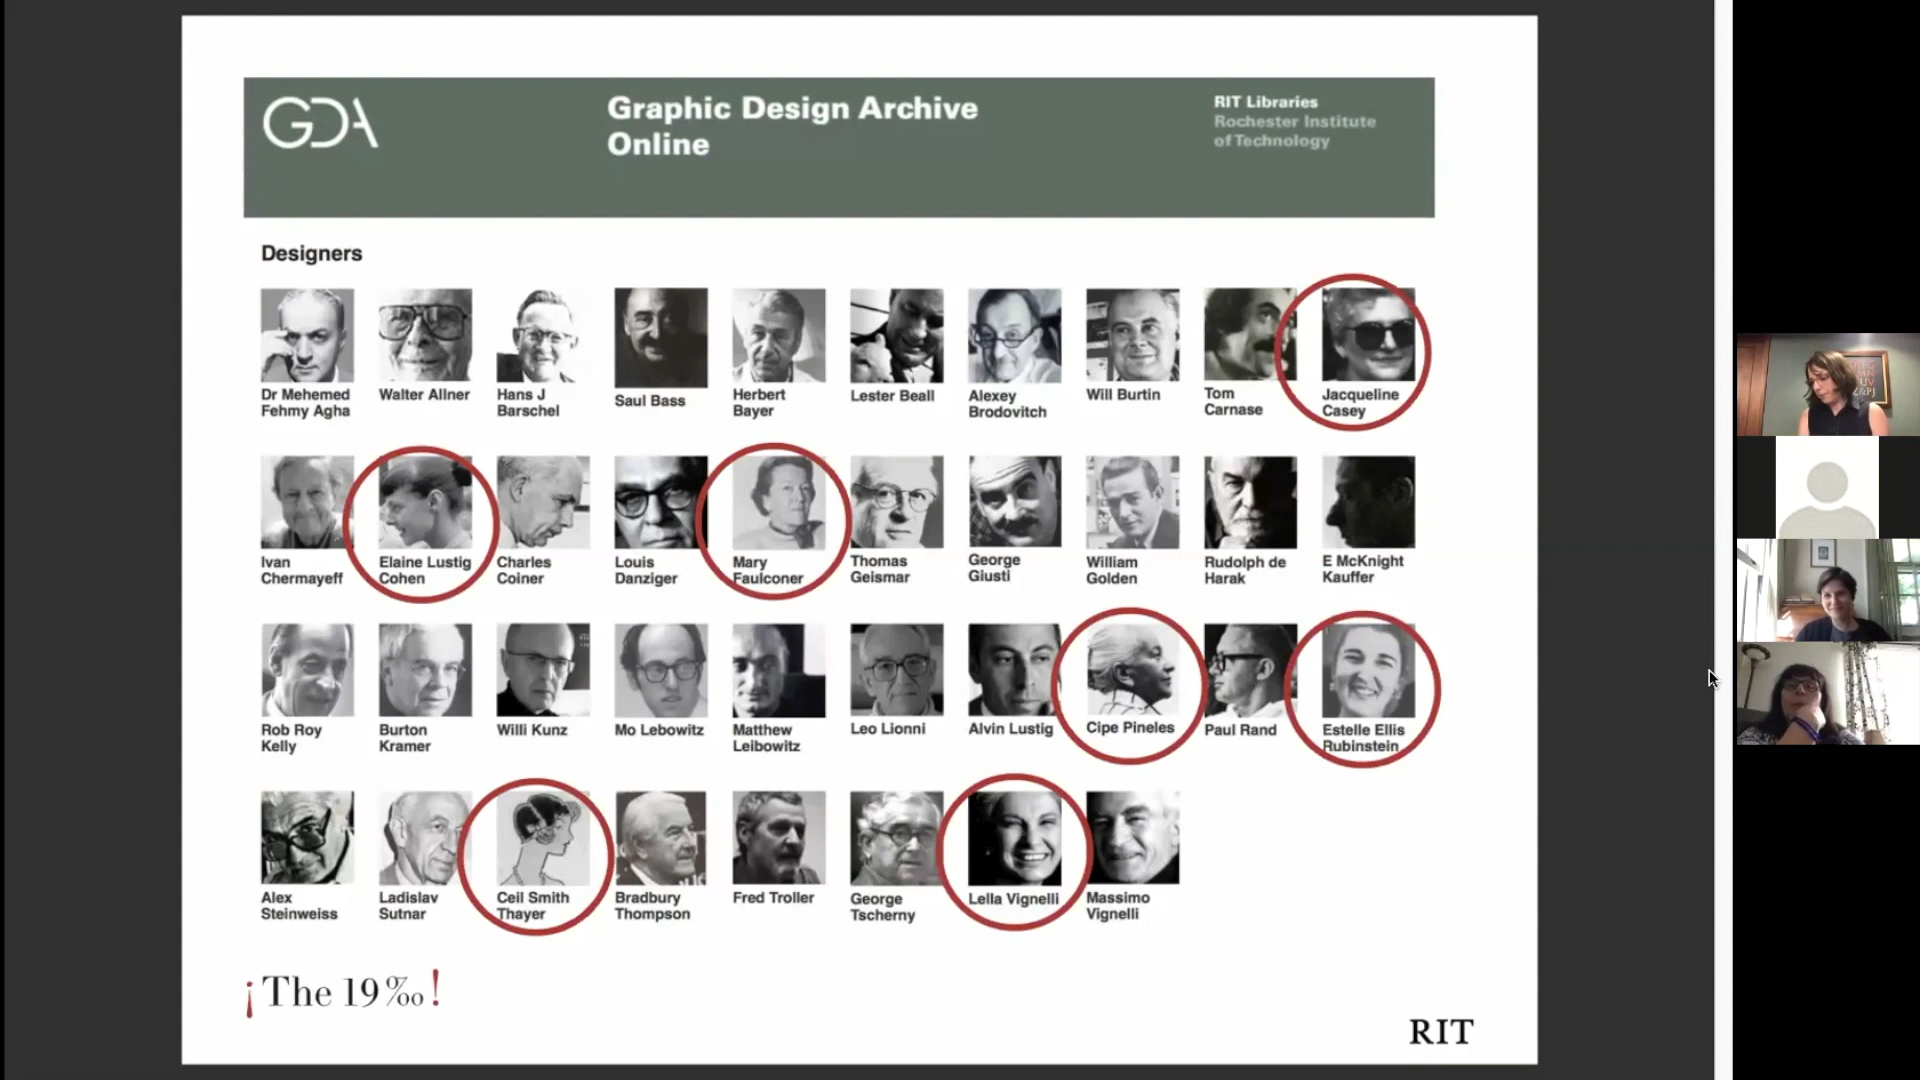 GDA
Graphic Design Archive
Online
RIT Libraries
Rochester Institute
of Technology
Designers
Dr Mehemed
Fehmy Agha
Walter Allner
Hans J
Barschel
Saul Bass
Herbert
Bayer
Lester Beall
Alexey
Brodovitch
Will Burtin
Tom
Carnase
Jacqueline
Casey
Ivan
Chermayeff
Elaine Lustig
Cohen
Charles
Coiner
Louis
Danziger
Mary
Faulconer
Thomas
Geismar
George
Giusti
William
Golden
Rudolph de
Harak
E McKnight
Kauffer
Rob Roy
Kelly
Burton
Kramer
Willi Kunz
Mo Lebowitz
Matthew
Leibowitz
Leo Lionni
Alvin Lustig
Cipe Pineles
Paul Rand
Estelle Ellis
Rubinstein
Alex
Steinweiss
Ladislav
Sutnar
Ceil Smith
Thayer
Bradbury
Thompson
Fred Troller
George
Tscherny
Lella Vignelli
Massimo
Vignelli
¡The 19‰!
RIT